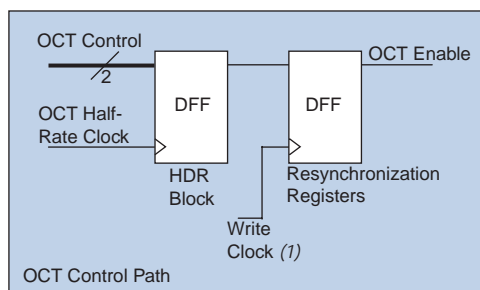 OCT Control
OCT Enable
2
DFF
DFF
OCT Half-
Rate Clock
HDR
Block
Resynchronization
Registers
Write
Clock (1)
OCT Control Path